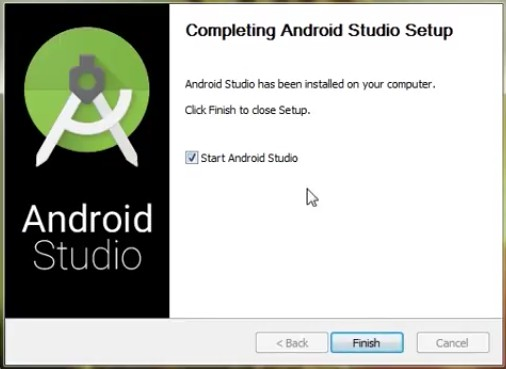 Completing Android Studio Setup
Android Studio has been installed on your computer.
Click Finish to close Setup.
Start Android Studio
Android
Studio
< Back
Finish
Cancel